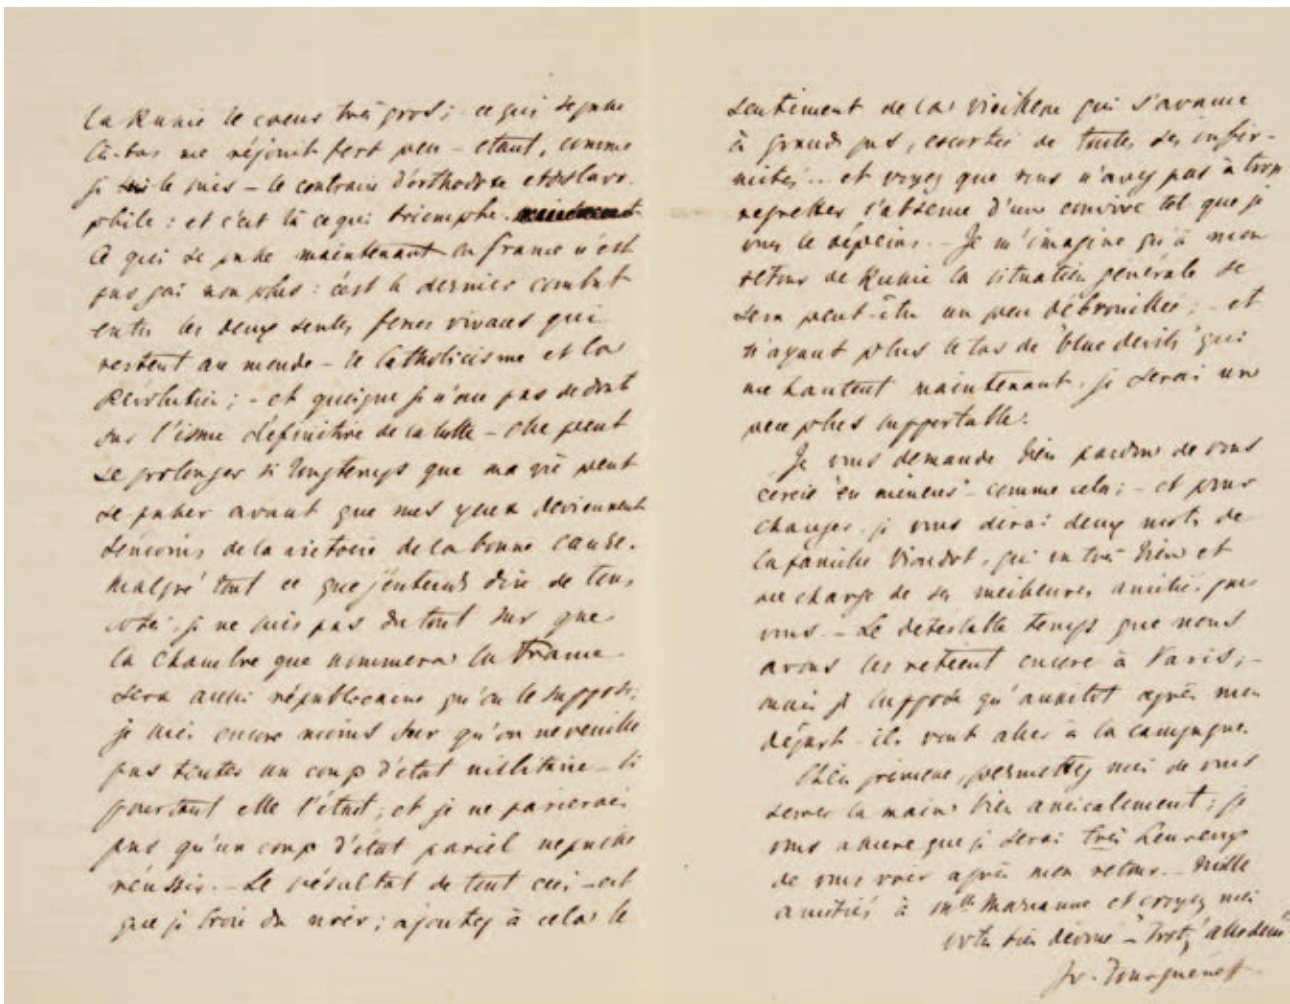 la Russie le coeur très gros; ce qui se passe
là-bas me réjouit fort peu – etant, comme
je le suis – le contraire d'orthodoxe et de slavo-
phile: et c'est là ce qui triomphe.
Ce qui se passe maintenant en france n'est
pas gai non plus: c'est le dernier combat
entre les deux seules forces vivaces qui
restent au monde – le Catholicisme et la
Révolution; – et quoique je n'aie pas de doute
sur l'issue définitive de la lutte – elle peut
se prolonger si longtemps que ma vie peut
se passer avant que mes yeux deviennent
témoins de la victoire de la bonne cause.
Malgré tout ce que j'entends dire de tous
cotés je ne suis pas du tout sur que
la Chambre que nommera la France
sera aussi républicaine qu'on le suppose;
je suis encore moins sur qu'on ne veuille
pas tenter un coup d'état militaire – si
pourtant elle l'était; et je ne parierais
pas qu'un coup d'état pareil ne puisse
réussir. – Le résultat de tout ceci – est
que je broie du noir; ajoutez à cela le
sentiment de la vieillesse qui s'avance
à grands pas, escortée de toutes ses infir-
mités.. et voyez que vous n'avez pas à trop
regretter l'absence d'un convive tel que je
vous le dépeins. – Je m'imagine qu'à mon
retour de Russie la situation générale se
sera peut-être un peu débrouillée; – et
n'ayant plus le tas de "blue devils" qui
me hantent maintenant, je serai un
peu plus supportable.
Je vous demande bien pardon de vous
écrire "en mineur" comme cela; – et pour
changer, je vous dirai deux mots de
la famille Viardot, qui va très bien et
me charge de ses meilleures amitiés pour
vous. – Le detestable temps que nous
avons les retient encore à Paris; –
mais je suppose qu'aussitot après mon
départ ils vont aller à la campagne.
Chère princesse, permettez moi de vous
serrer la main bien amicalement; je
vous assure que je serai très heureux
de vous voir après mon retour. – Mille
amitiés à Mlle Marianne et croyez moi
votre bien dévoué –
Iv. Tourguéneff